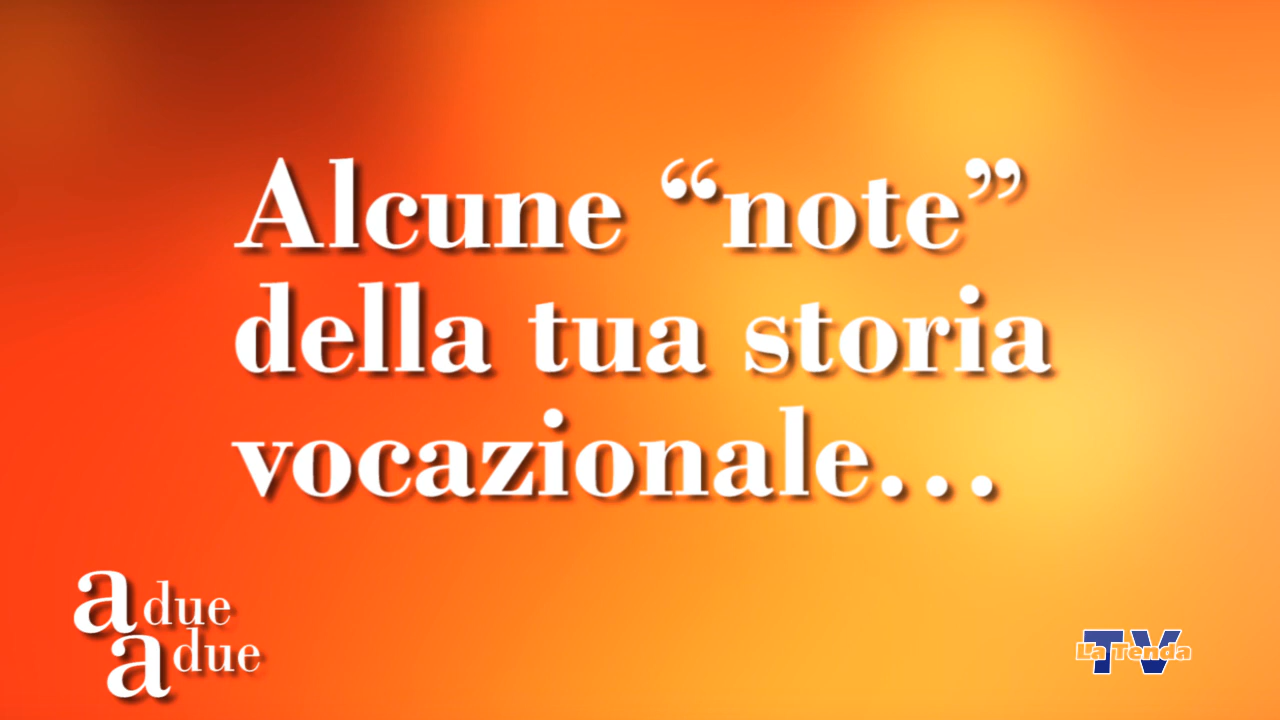 Alcune “note”
della tua storia
vocazionale...
a due
a due
TV
La Tenda